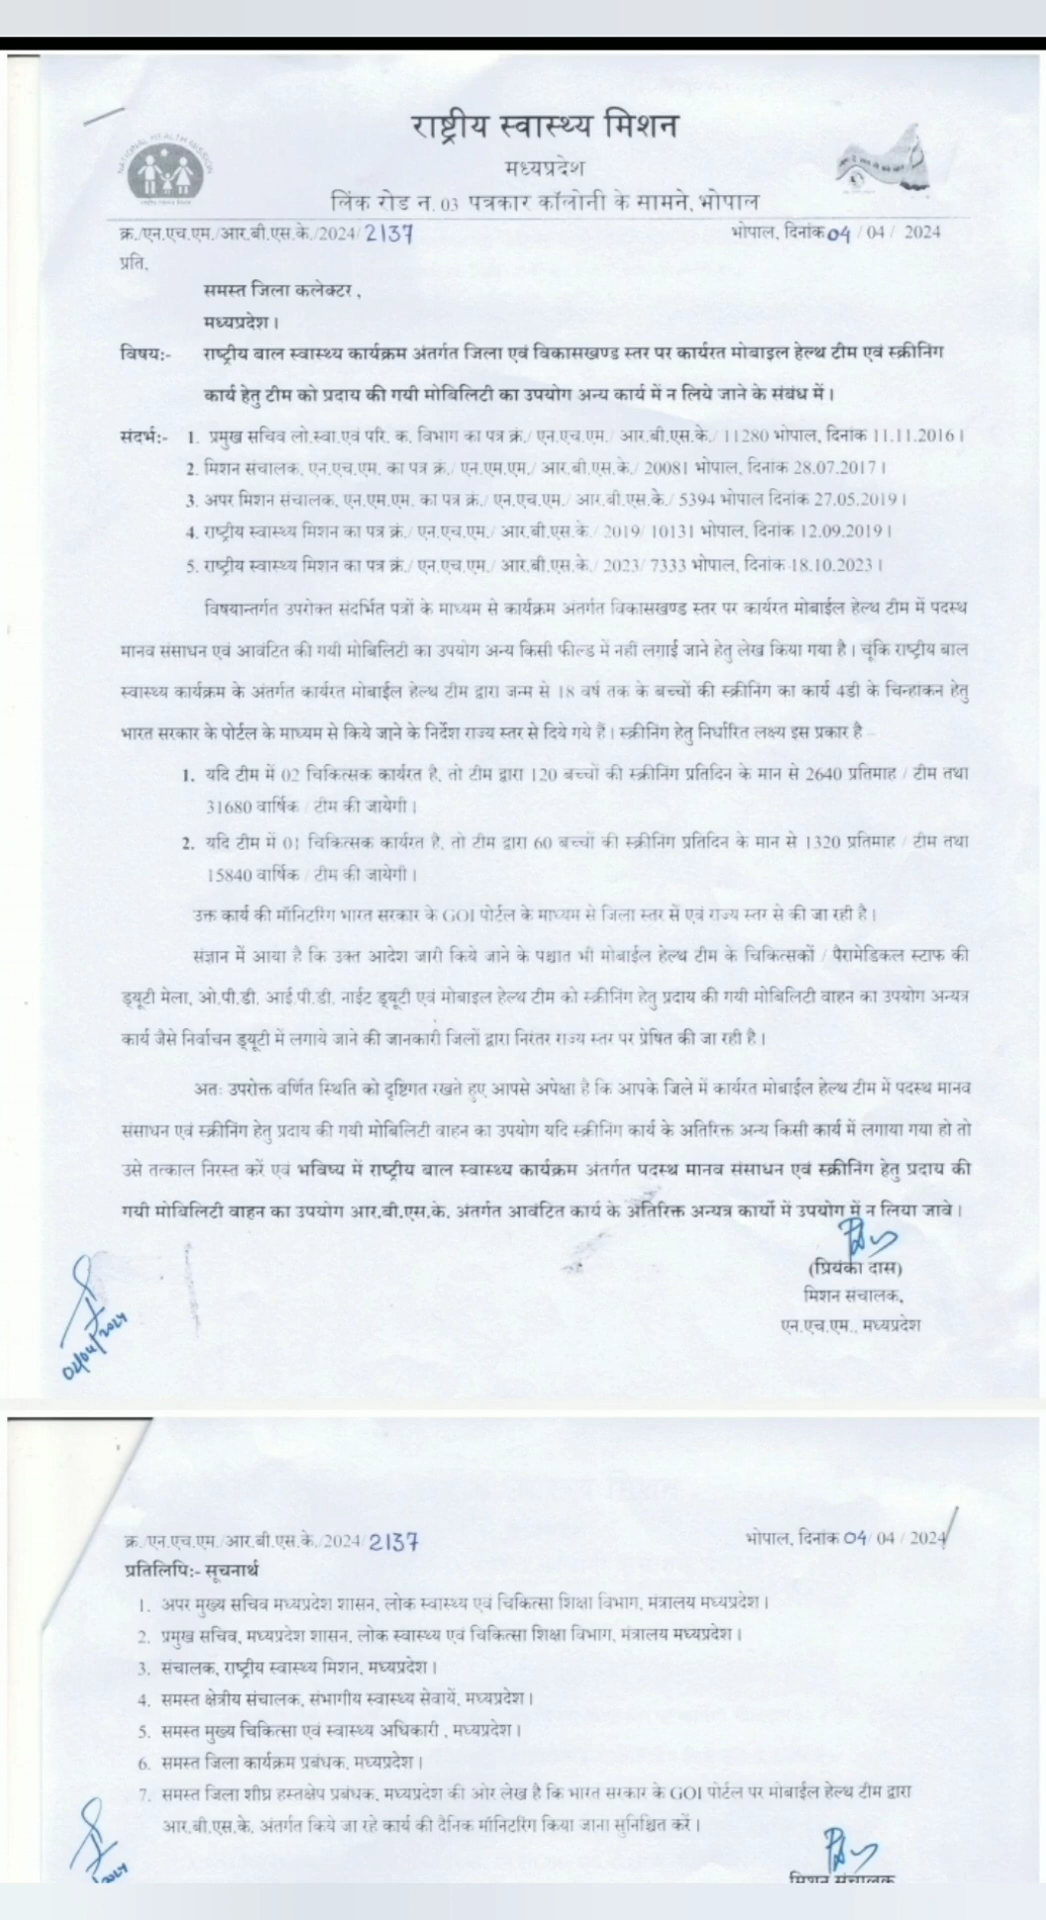 राष्ट्रीय स्वास्थ्य मिशन
मध्यप्रदेश
लिंक रोड न. 03 पत्रकार कॉलोनी के सामने, भोपाल
NATIONAL HEALTH MISSION
क्र./एन.एच.एम./आर.बी.एस.के./2024/ 2137 भोपाल, दिनांक 04 / 04 / 2024
प्रति,
समस्त जिला कलेक्टर,
मध्यप्रदेश।
विषय:- राष्ट्रीय बाल स्वास्थ्य कार्यक्रम अंतर्गत जिला एवं विकासखण्ड स्तर पर कार्यरत मोबाइल हेल्थ टीम एवं स्क्रीनिंग
कार्य हेतु टीम को प्रदाय की गयी मोबिलिटी का उपयोग अन्य कार्य में न लिये जाने के संबंध में।
संदर्भ:- 1. प्रमुख सचिव लो.स्वा.एवं परि. क. विभाग का पत्र क्रं./ एन.एच.एम./ आर.बी.एस.के./ 11280 भोपाल, दिनांक 11.11.2016।
2. मिशन संचालक, एन.एच.एम. का पत्र क्रं./ एन.एम.एम./ आर.बी.एस.के./ 20081 भोपाल, दिनांक 28.07.2017।
3. अपर मिशन संचालक, एन.एम.एम. का पत्र क्रं./ एन.एच.एम./ आर.बी.एस.के./ 5394 भोपाल दिनांक 27.05.2019।
4. राष्ट्रीय स्वास्थ्य मिशन का पत्र क्रं./ एन.एच.एम./ आर.बी.एस.के./ 2019/ 10131 भोपाल, दिनांक 12.09.2019।
5. राष्ट्रीय स्वास्थ्य मिशन का पत्र क्रं./ एन.एच.एम./ आर.बी.एस.के./ 2023/ 7333 भोपाल, दिनांक 18.10.2023।
विषयान्तर्गत उपरोक्त संदर्भित पत्रों के माध्यम से कार्यक्रम अंतर्गत विकासखण्ड स्तर पर कार्यरत मोबाईल हेल्थ टीम में पदस्थ
मानव संसाधन एवं आवंटित की गयी मोबिलिटी का उपयोग अन्य किसी फील्ड में नहीं लगाई जाने हेतु लेख किया गया है। चूंकि राष्ट्रीय बाल
स्वास्थ्य कार्यक्रम के अंतर्गत कार्यरत मोबाईल हेल्थ टीम द्वारा जन्म से 18 वर्ष तक के बच्चों की स्क्रीनिंग का कार्य 4डी के चिन्हांकन हेतु
भारत सरकार के पोर्टल के माध्यम से किये जाने के निर्देश राज्य स्तर से दिये गये हैं। स्क्रीनिंग हेतु निर्धारित लक्ष्य इस प्रकार है –
1. यदि टीम में 02 चिकित्सक कार्यरत है, तो टीम द्वारा 120 बच्चों की स्क्रीनिंग प्रतिदिन के मान से 2640 प्रतिमाह / टीम तथा
31680 वार्षिक / टीम की जायेगी।
2. यदि टीम में 01 चिकित्सक कार्यरत है, तो टीम द्वारा 60 बच्चों की स्क्रीनिंग प्रतिदिन के मान से 1320 प्रतिमाह / टीम तथा
15840 वार्षिक / टीम की जायेगी।
उक्त कार्य की मॉनिटरिंग भारत सरकार के GOI पोर्टल के माध्यम से जिला स्तर से एवं राज्य स्तर से की जा रही है।
संज्ञान में आया है कि उक्त आदेश जारी किये जाने के पश्चात भी मोबाईल हेल्थ टीम के चिकित्सकों / पैरामेडिकल स्टाफ की
ड्यूटी मेला, ओ.पी.डी. आई.पी.डी. नाईट ड्यूटी एवं मोबाइल हेल्थ टीम को स्क्रीनिंग हेतु प्रदाय की गयी मोबिलिटी वाहन का उपयोग अन्यत्र
कार्य जैसे निर्वाचन ड्यूटी में लगाये जाने की जानकारी जिलों द्वारा निरंतर राज्य स्तर पर प्रेषित की जा रही है।
अतः उपरोक्त वर्णित स्थिति को दृष्टिगत रखते हुए आपसे अपेक्षा है कि आपके जिले में कार्यरत मोबाईल हेल्थ टीम में पदस्थ मानव
संसाधन एवं स्क्रीनिंग हेतु प्रदाय की गयी मोबिलिटी वाहन का उपयोग यदि स्क्रीनिंग कार्य के अतिरिक्त अन्य किसी कार्य में लगाया गया हो तो
उसे तत्काल निरस्त करें एवं भविष्य में राष्ट्रीय बाल स्वास्थ्य कार्यक्रम अंतर्गत पदस्थ मानव संसाधन एवं स्क्रीनिंग हेतु प्रदाय की
गयी मोबिलिटी वाहन का उपयोग आर.बी.एस.के. अंतर्गत आवंटित कार्य के अतिरिक्त अन्यत्र कार्यो में उपयोग में न लिया जावे।
(प्रियंका दास)
मिशन संचालक,
एन.एच.एम., मध्यप्रदेश
02/04/2024
क्र./एन.एच.एम./आर.बी.एस.के./2024/ 2137 भोपाल, दिनांक 04/ 04 / 2024
प्रतिलिपि:- सूचनार्थ
1. अपर मुख्य सचिव मध्यप्रदेश शासन, लोक स्वास्थ्य एवं चिकित्सा शिक्षा विभाग, मंत्रालय मध्यप्रदेश।
2. प्रमुख सचिव, मध्यप्रदेश शासन, लोक स्वास्थ्य एवं चिकित्सा शिक्षा विभाग, मंत्रालय मध्यप्रदेश।
3. संचालक, राष्ट्रीय स्वास्थ्य मिशन, मध्यप्रदेश।
4. समस्त क्षेत्रीय संचालक, संभागीय स्वास्थ्य सेवायें, मध्यप्रदेश।
5. समस्त मुख्य चिकित्सा एवं स्वास्थ्य अधिकारी, मध्यप्रदेश।
6. समस्त जिला कार्यक्रम प्रबंधक, मध्यप्रदेश।
7. समस्त जिला शीघ्र हस्तक्षेप प्रबंधक, मध्यप्रदेश की ओर लेख है कि भारत सरकार के GOI पोर्टल पर मोबाईल हेल्थ टीम द्वारा
आर.बी.एस.के. अंतर्गत किये जा रहे कार्य की दैनिक मॉनिटरिंग किया जाना सुनिश्चित करें।
मिशन संचालक